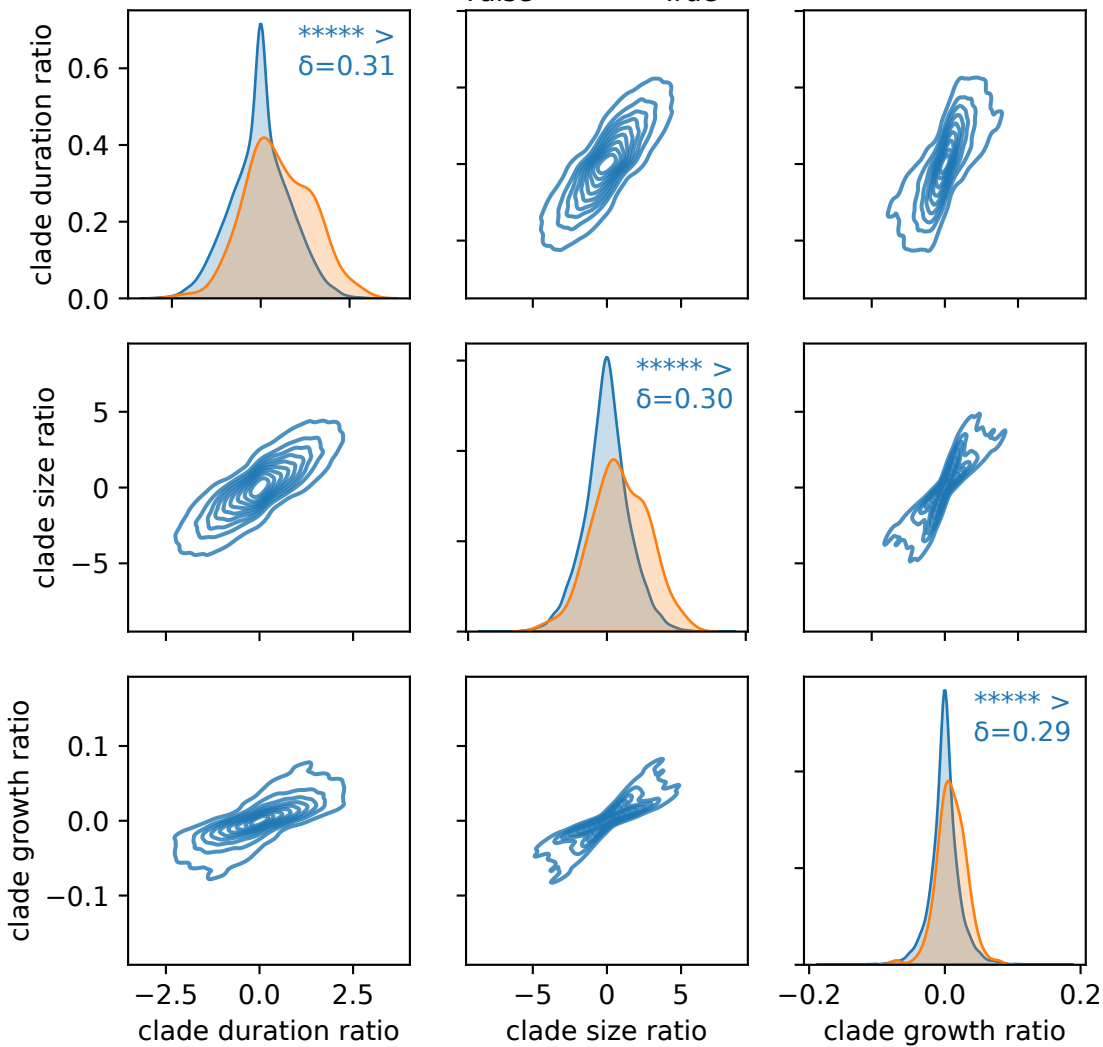 ***** >
δ=0.31
clade duration ratio
0.6
0.4
0.2
0.0
***** >
δ=0.30
clade size ratio
5
0
−5
***** >
δ=0.29
clade growth ratio
0.1
0.0
−0.1
−2.5 0.0 2.5
−5 0 5
−0.2 0.0 0.2
clade duration ratio
clade size ratio
clade growth ratio